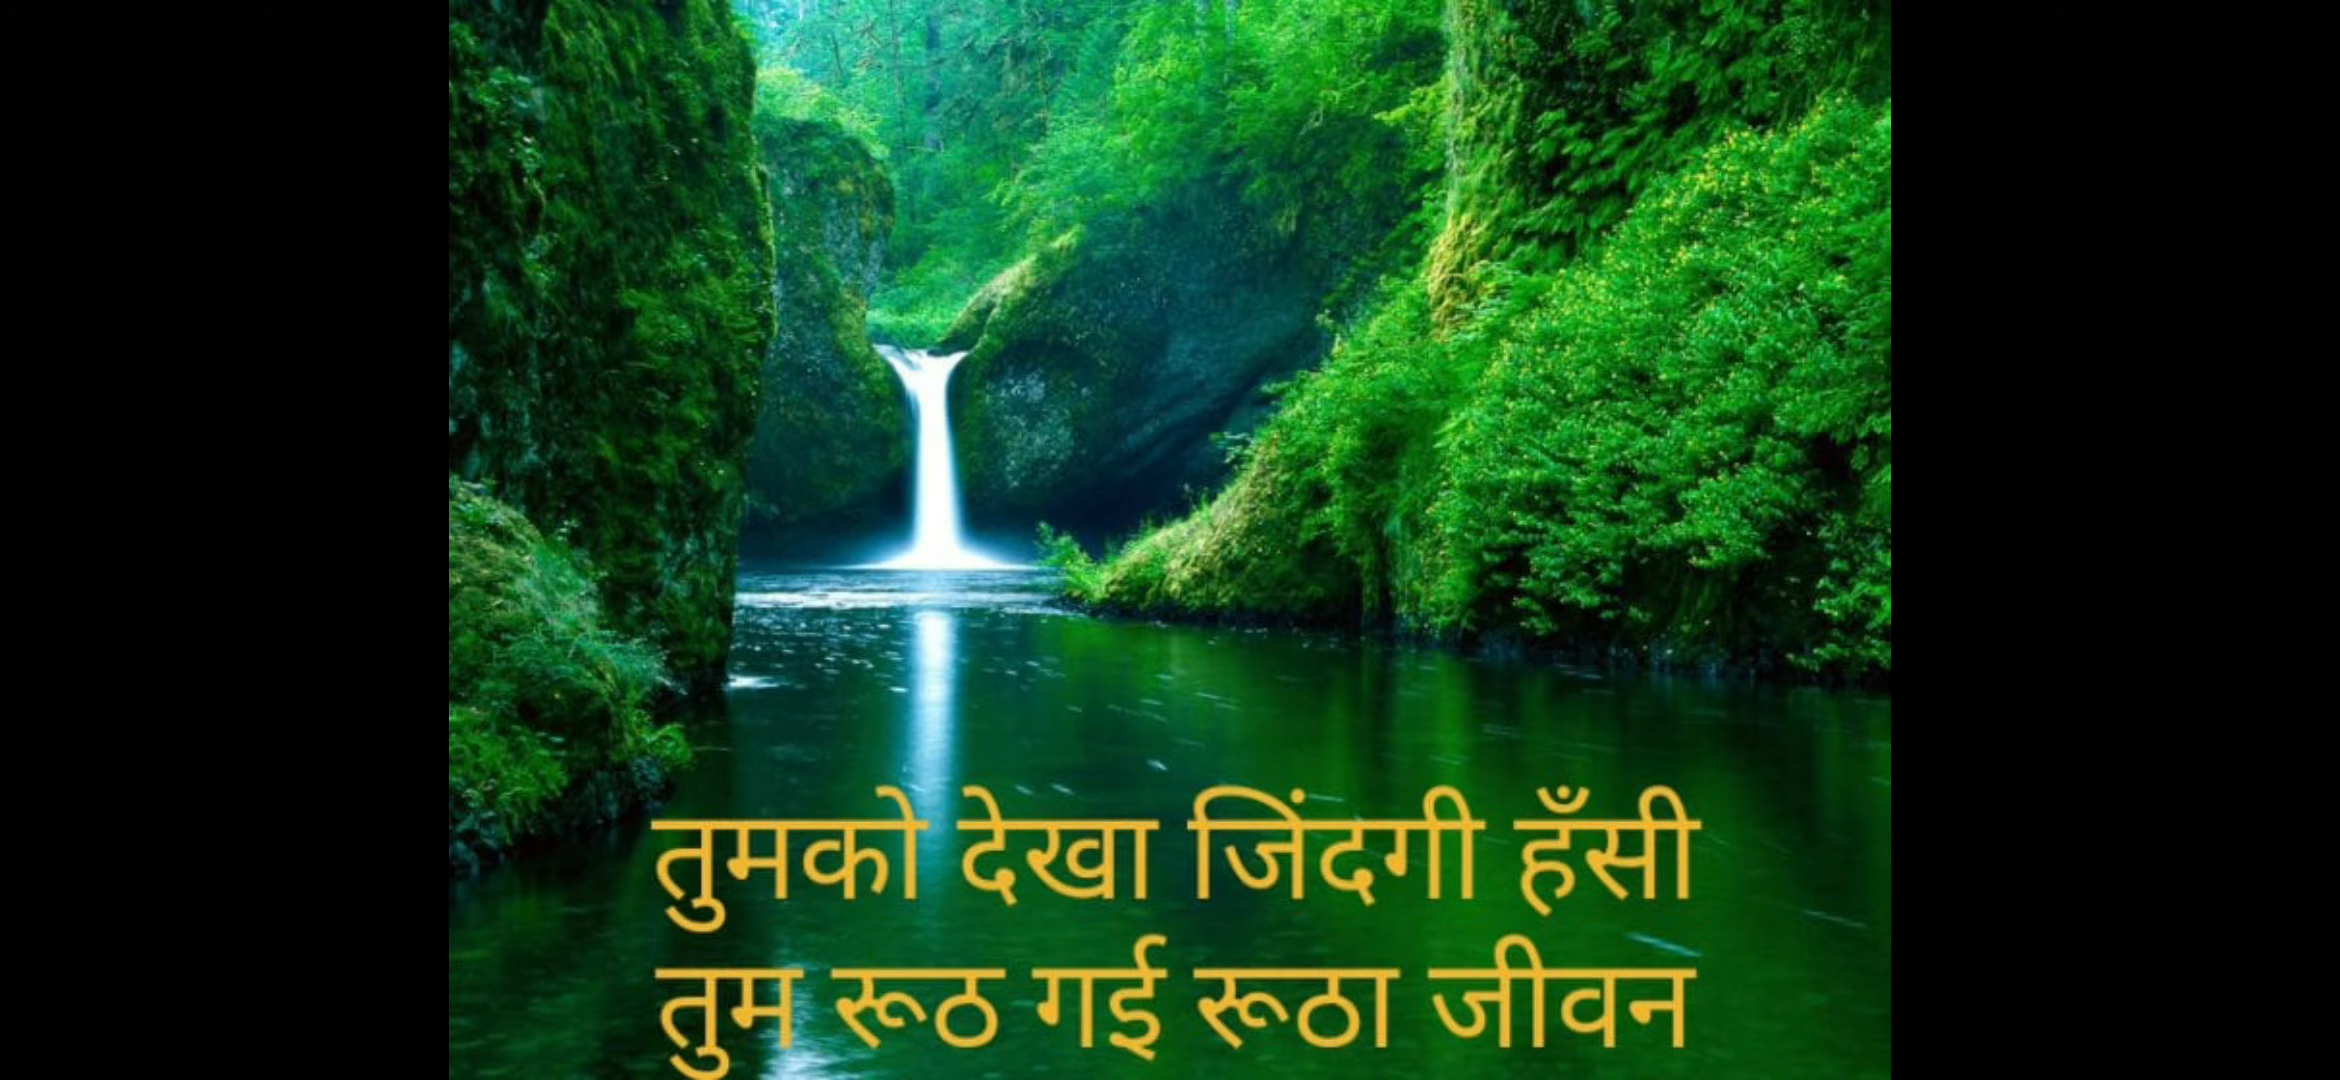 तुमको देखा जिंदगी हँसी
तुम रूठ गई रूठा जीवन